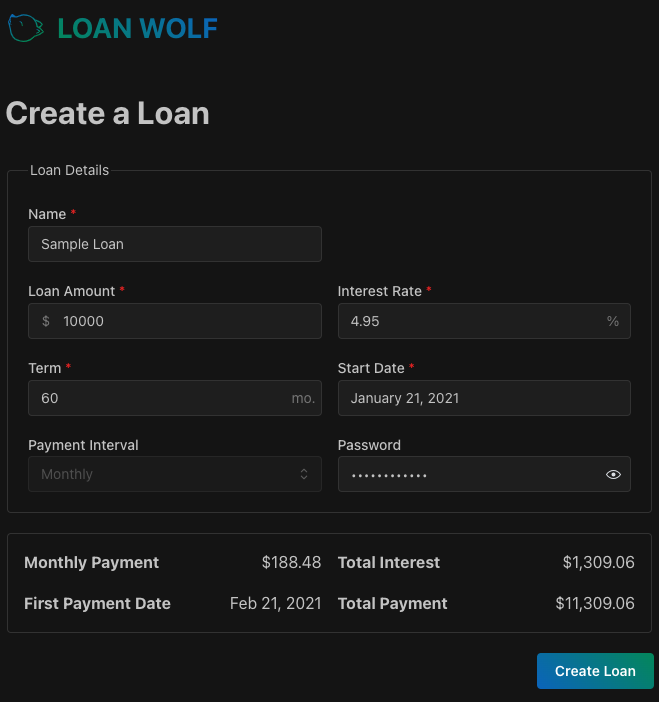 LOAN WOLF
Create a Loan
Loan Details
Name *
Sample Loan
Loan Amount * Interest Rate *
$ 10000 4.95 %
Term * Start Date *
60 mo. January 21, 2021
Payment Interval Password
Monthly ••••••••••••
Monthly Payment $188.48 Total Interest $1,309.06
First Payment Date Feb 21, 2021 Total Payment $11,309.06
Create Loan